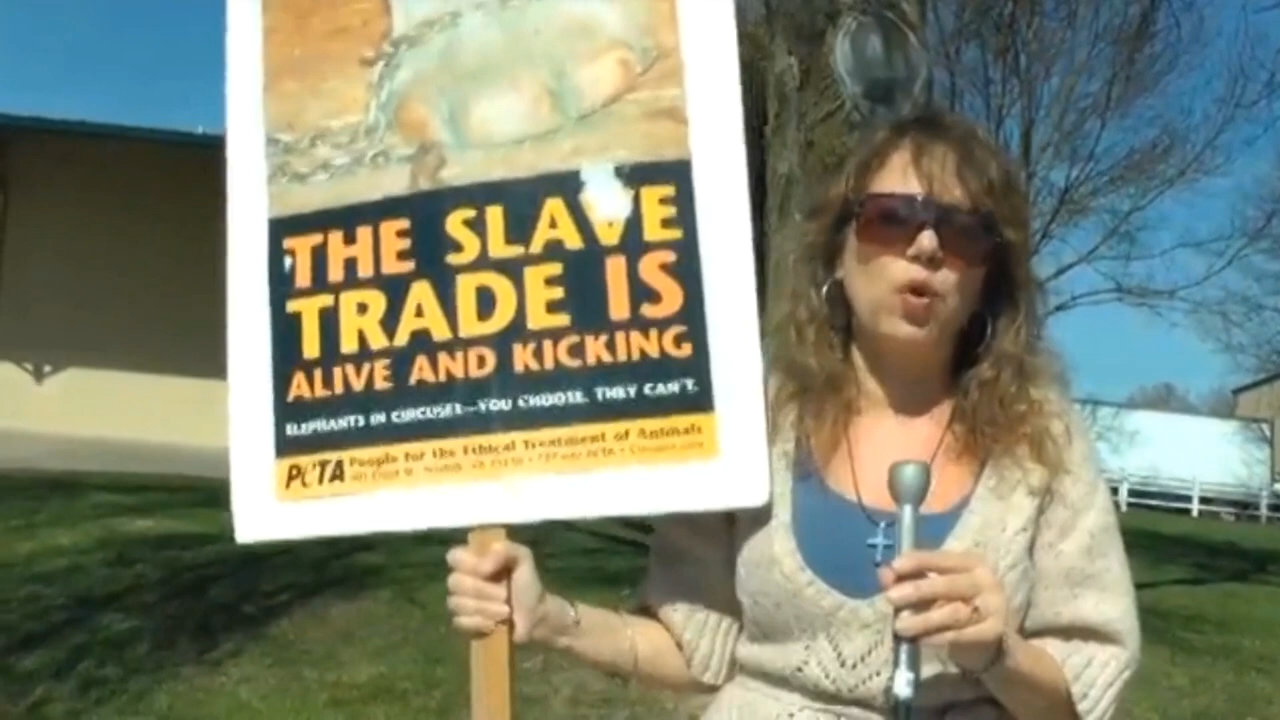 THE SLAVE
TRADE IS
ALIVE AND KICKING
ELEPHANTS IN CIRCUSES—YOU CHOOSE. THEY CAN'T.
PETA People for the Ethical Treatment of Animals